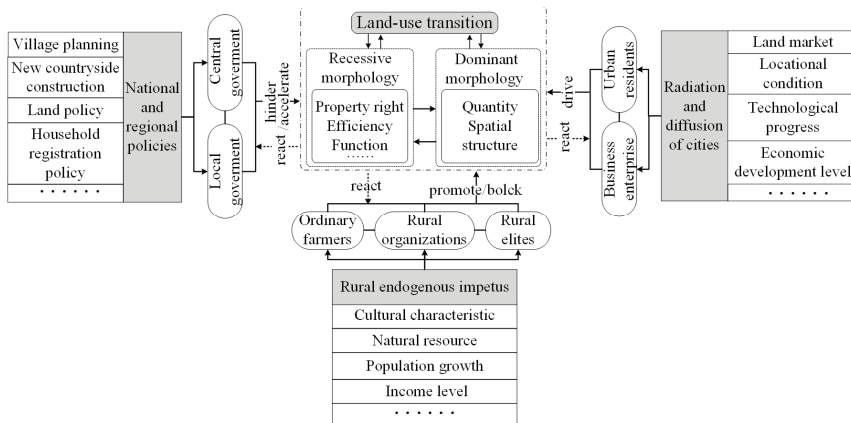 Land-use transition
Village planning
New countryside
construction
Land policy
Household
registration
policy
......
National
and
regional
policies
Central
goverment
Local
goverment
hinder
/accelerate
react
Recessive
morphology
Property right
Efficiency
Function
......
Dominant
morphology
Quantity
Spatial
structure
drive
react
Urban
residents
Business
enterprise
Radiation
and
diffusion
of cities
Land market
Locational
condition
Technological
progress
Economic
development level
......
react
promote/bolck
Ordinary
farmers
Rural
organizations
Rural
elites
Rural endogenous impetus
Cultural characteristic
Natural resource
Population growth
Income level
......